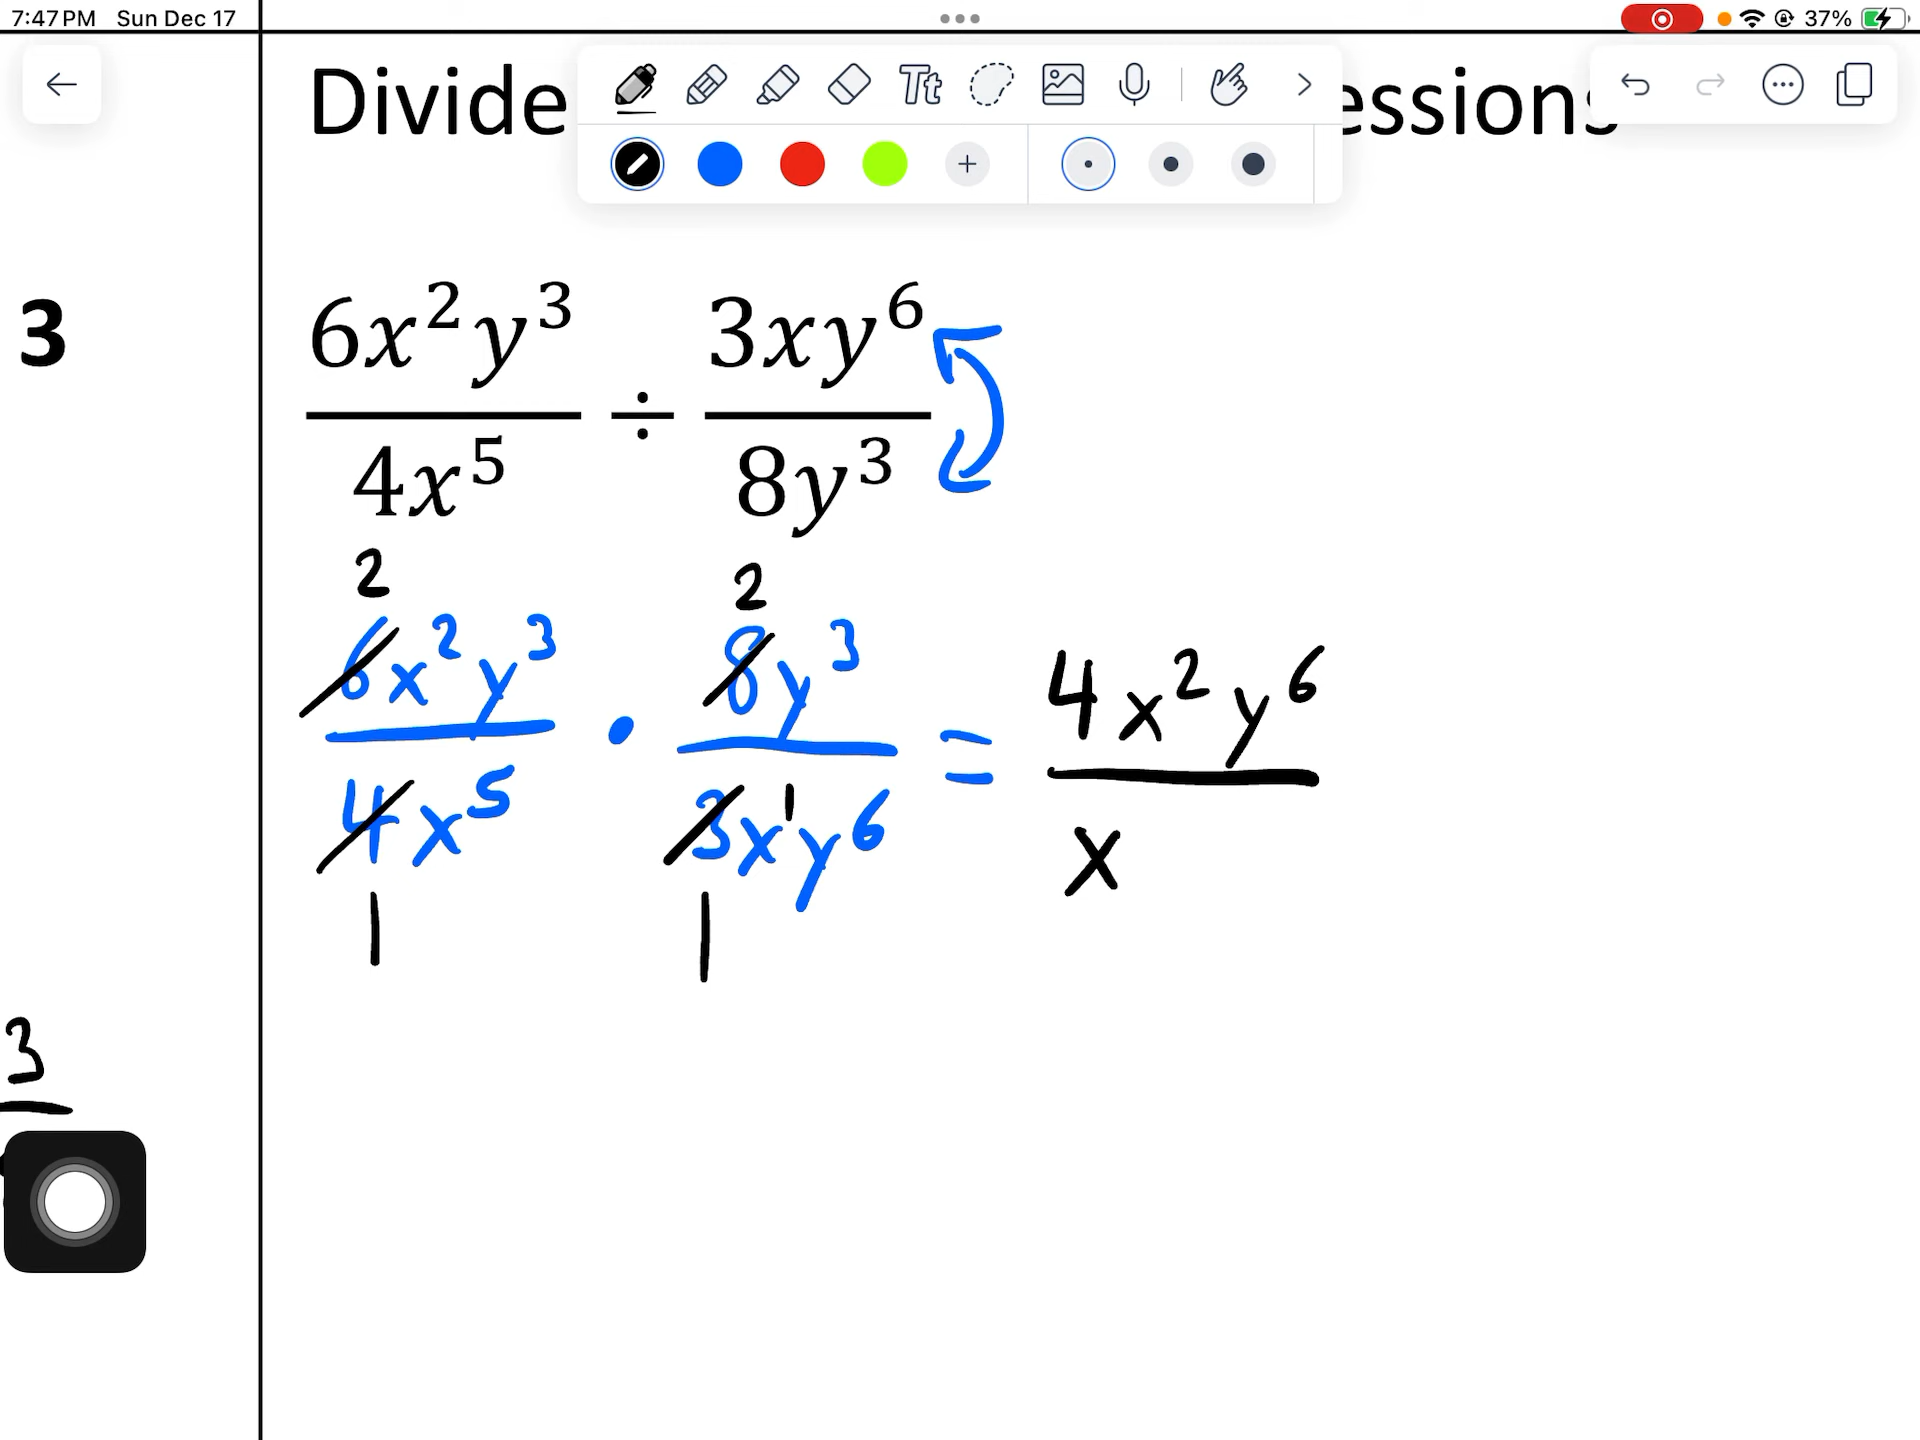 7:47 PM Sun Dec 17
37%
Divide
essions
Tt
3
6x²y³/4x⁵ ÷ 3xy⁶/8y³
2 2
6x²y³/4x⁵ · 8y³/3x¹y⁶ = 4x²y⁶/x
1 1
3